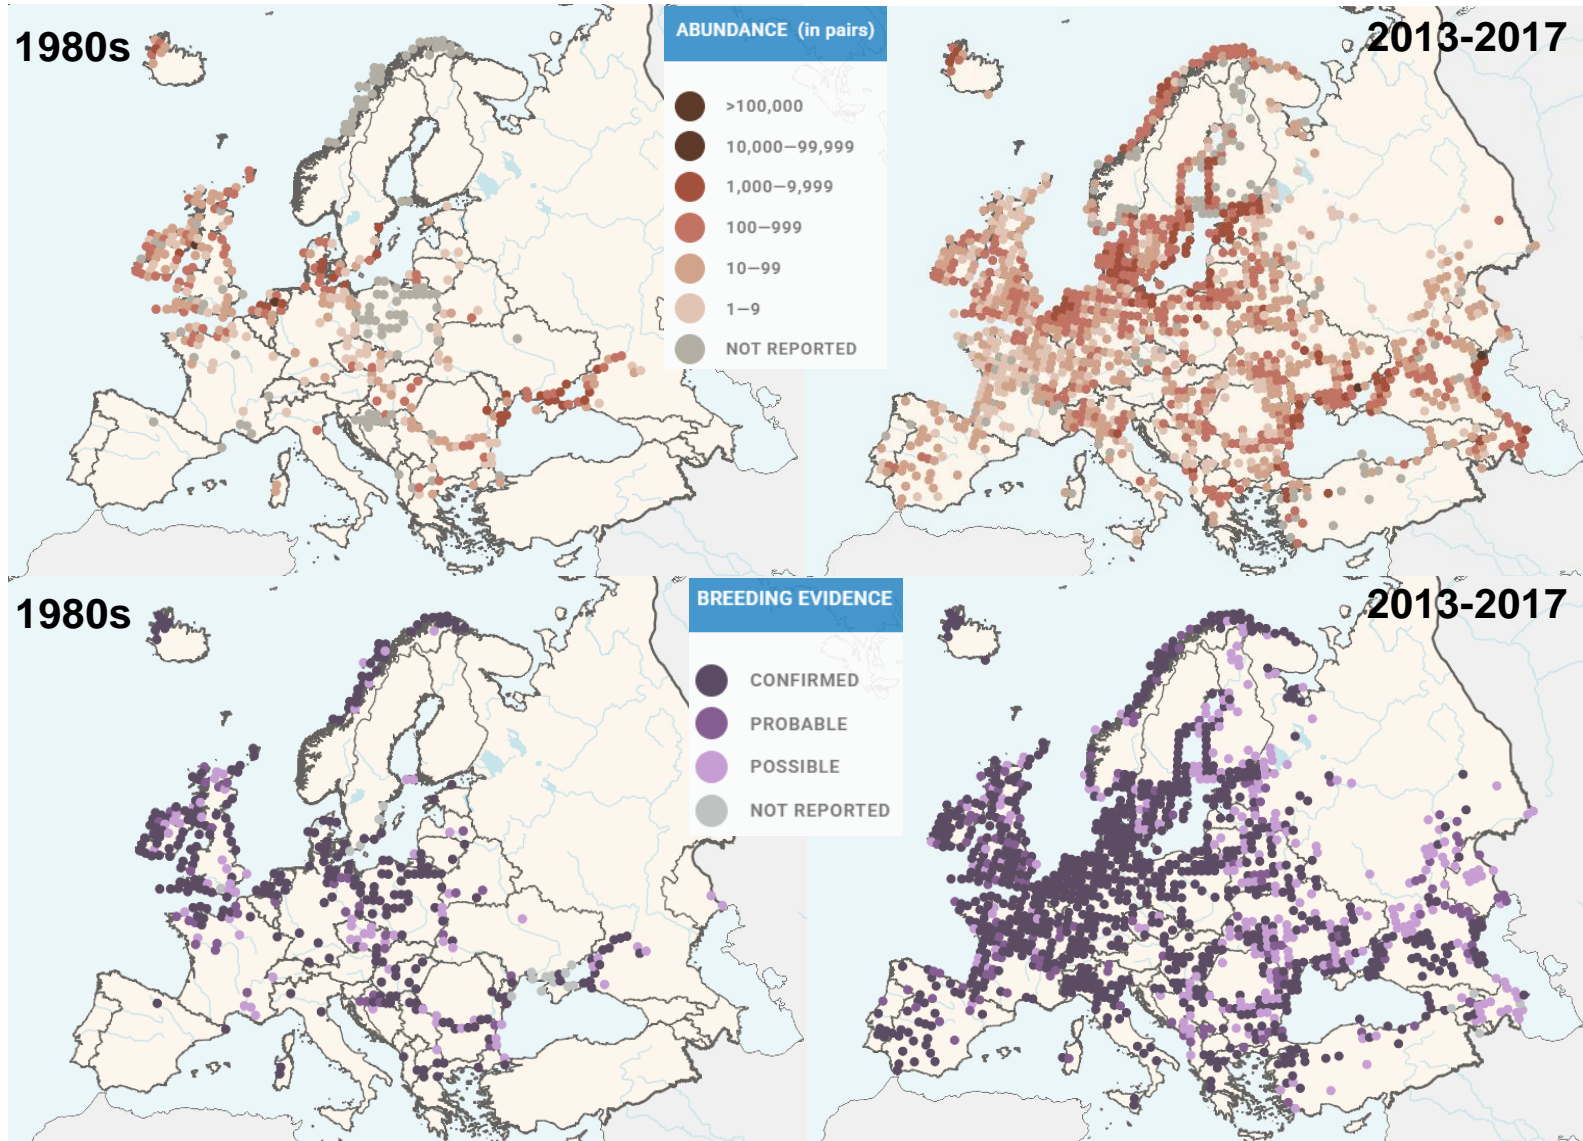 1980s
ABUNDANCE (in pairs)
>100,000
10,000—99,999
1,000—9,999
100—999
10—99
1—9
NOT REPORTED
2013-2017
1980s
BREEDING EVIDENCE
CONFIRMED
PROBABLE
POSSIBLE
NOT REPORTED
2013-2017